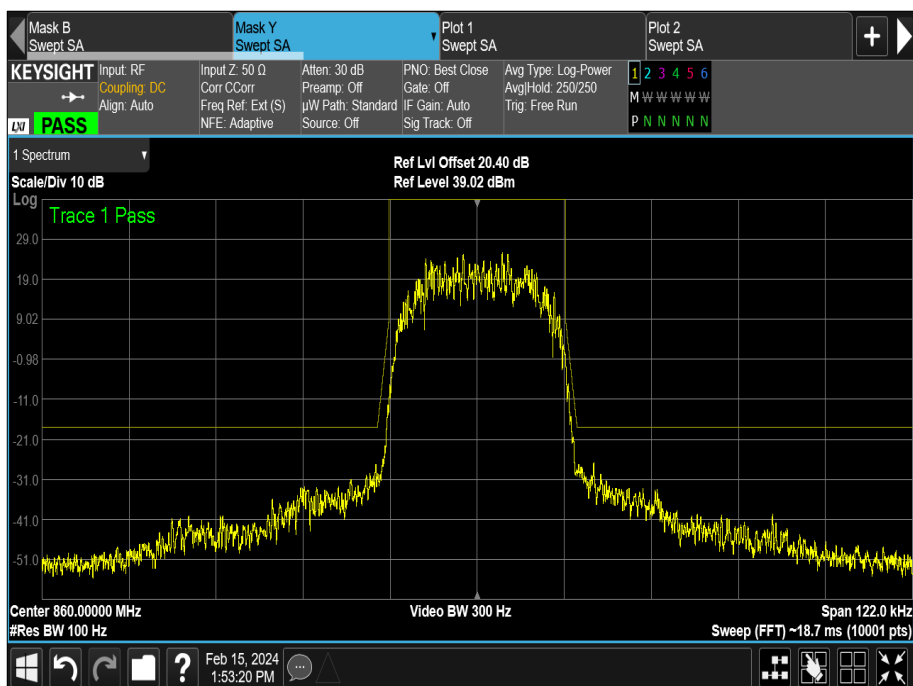 Mask B
Swept SA
Mask Y
Swept SA
Plot 1
Swept SA
Plot 2
Swept SA
+
KEYSIGHT
LXI
PASS
Input: RF
Coupling: DC
Align: Auto
Input Z: 50 Ω
Corr CCorr
Freq Ref: Ext (S)
NFE: Adaptive
Atten: 30 dB
Preamp: Off
µW Path: Standard
Source: Off
PNO: Best Close
Gate: Off
IF Gain: Auto
Sig Track: Off
Avg Type: Log-Power
Avg|Hold: 250/250
Trig: Free Run
1 2 3 4 5 6
M W W W W W
P N N N N N
1 Spectrum
Scale/Div 10 dB
Ref Lvl Offset 20.40 dB
Ref Level 39.02 dBm
Log
Trace 1 Pass
29.0
19.0
9.02
-0.98
-11.0
-21.0
-31.0
-41.0
-51.0
Center 860.00000 MHz
#Res BW 100 Hz
Video BW 300 Hz
Span 122.0 kHz
Sweep (FFT) ~18.7 ms (10001 pts)
?
Feb 15, 2024
1:53:20 PM